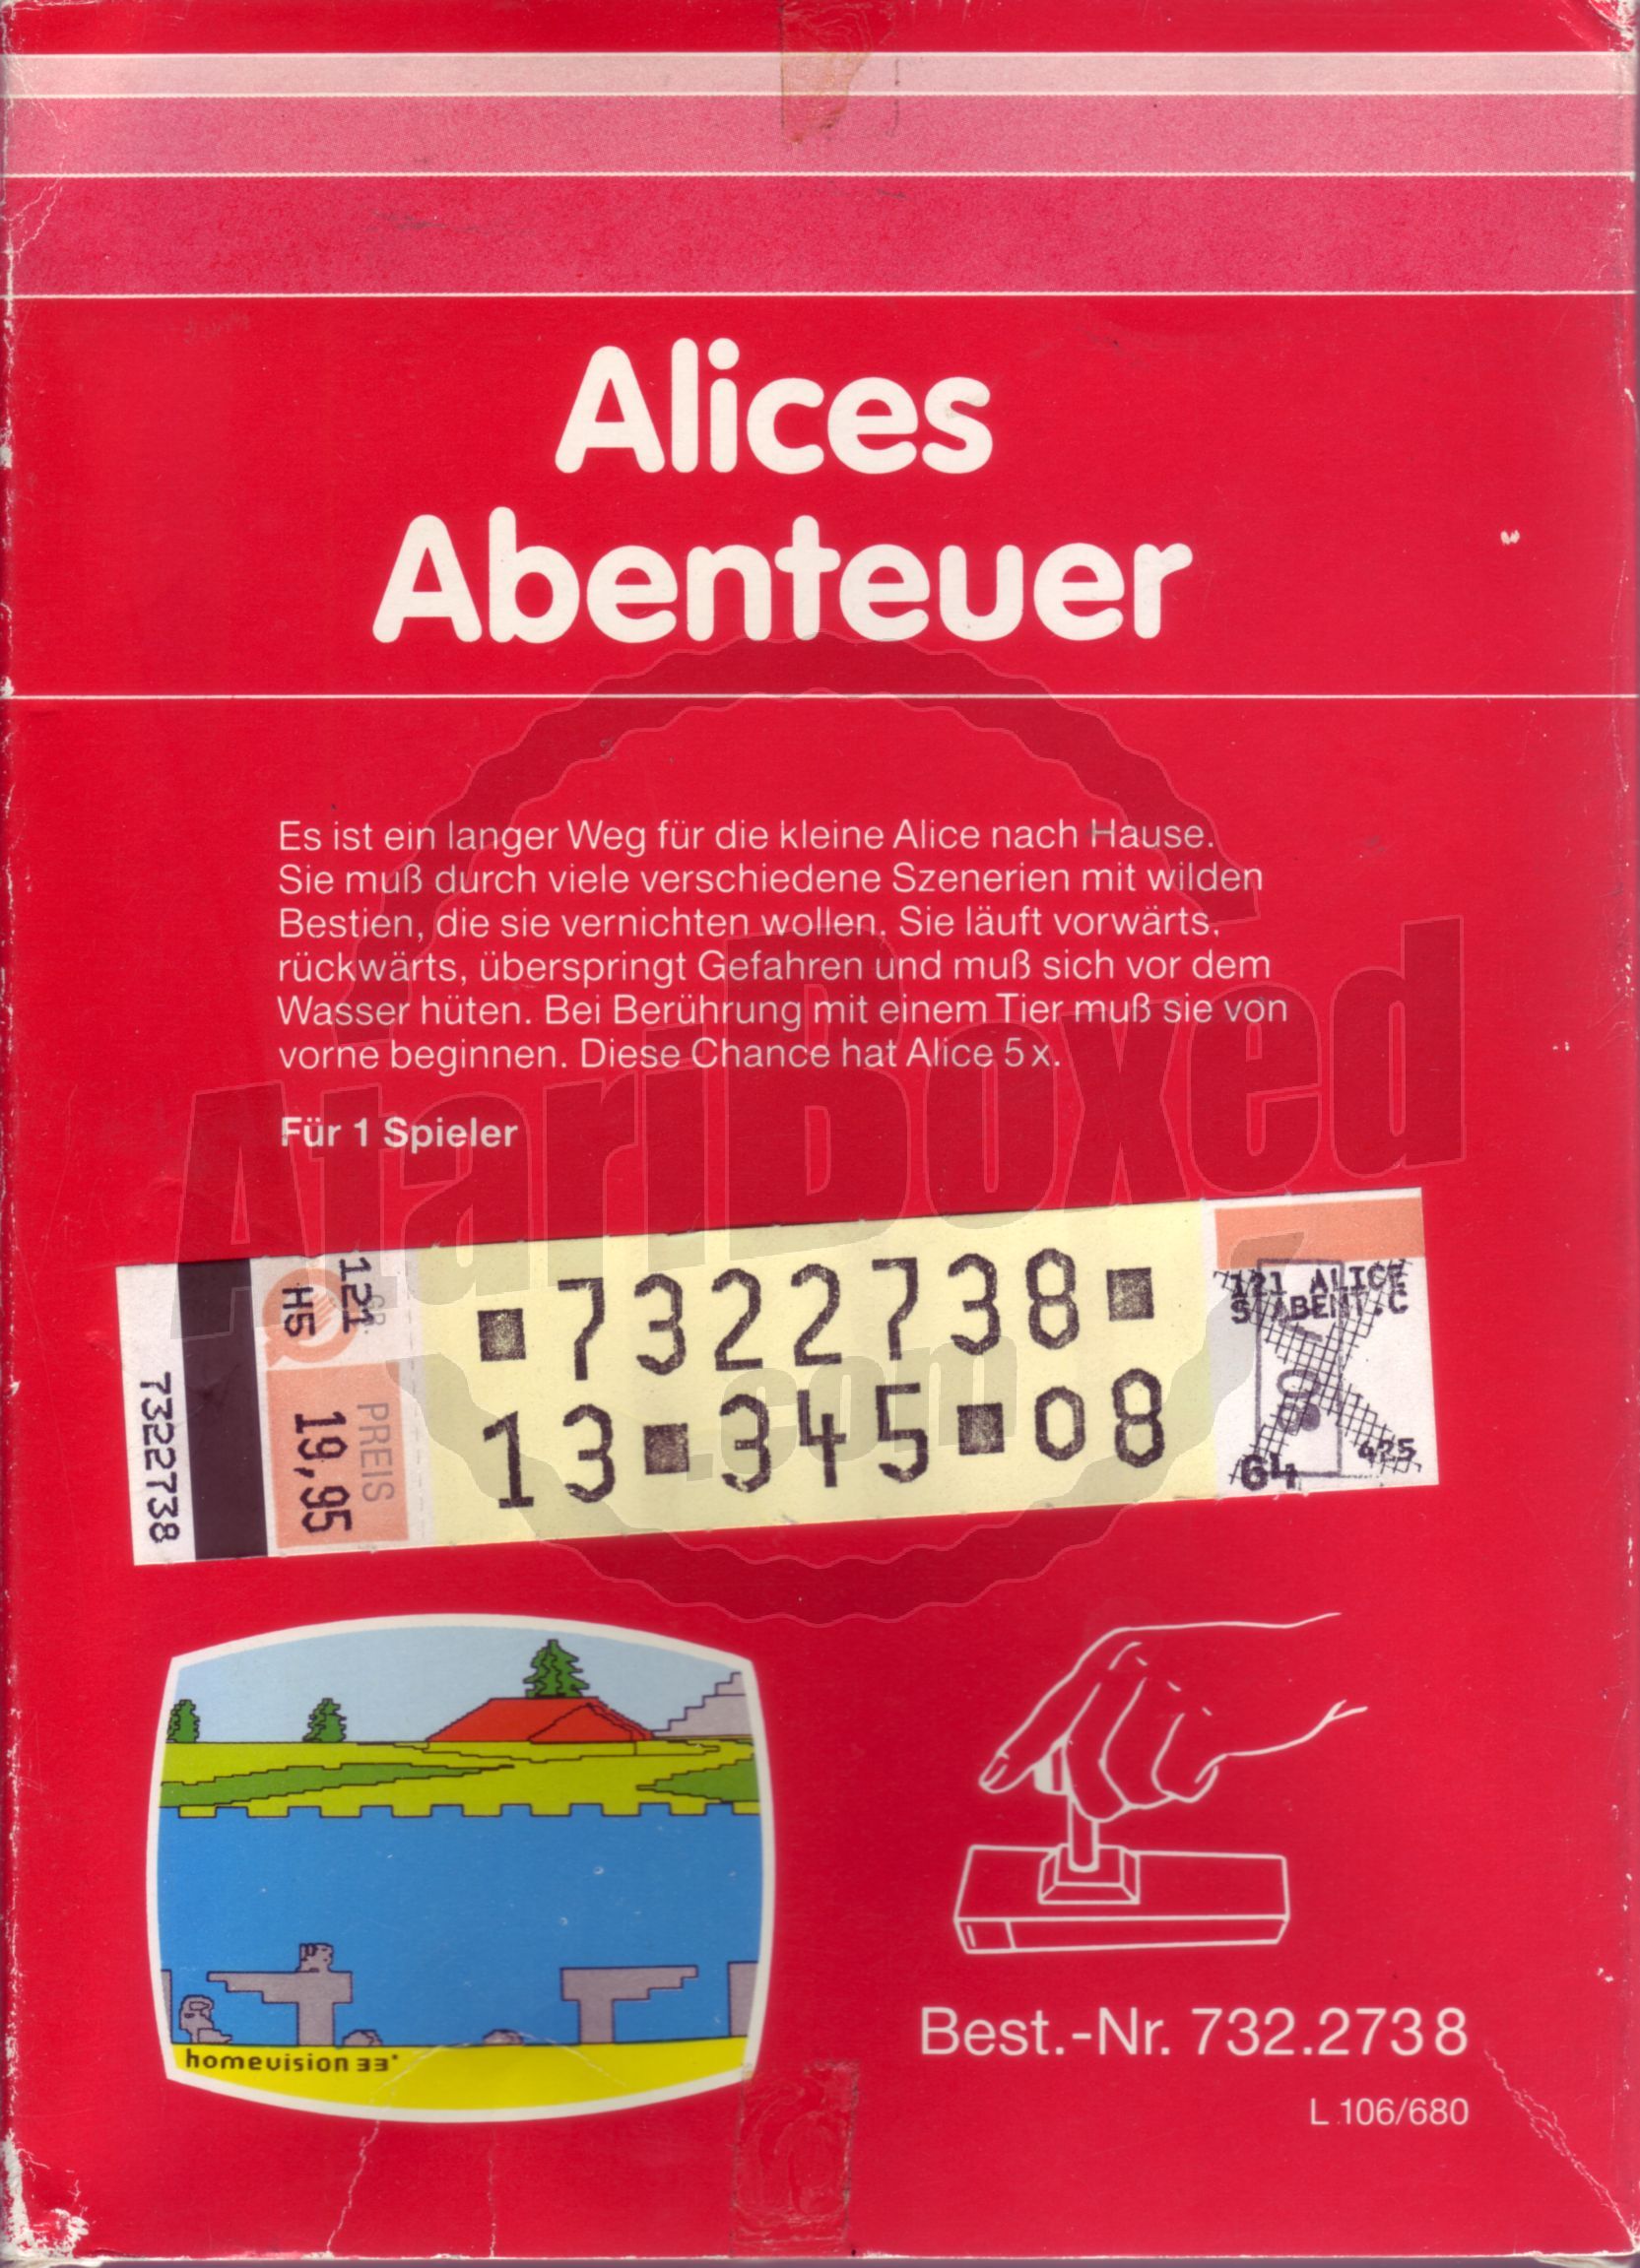 Alices
Abenteuer
Es ist ein langer Weg für die kleine Alice nach Hause.
Sie muß durch viele verschiedene Szenerien mit wilden
Bestien, die sie vernichten wollen. Sie läuft vorwärts,
rückwärts, überspringt Gefahren und muß sich vor dem
Wasser hüten. Bei Berührung mit einem Tier muß sie von
vorne beginnen. Diese Chance hat Alice 5 x.
Für 1 Spieler
AtariBoxed
.com
7322738
121
H5
PREIS
19,95
7322738
13 345 08
121 ALICE
S ABENT.C
64
425
homevision 33°
Best.-Nr. 732.2738
L 106/680